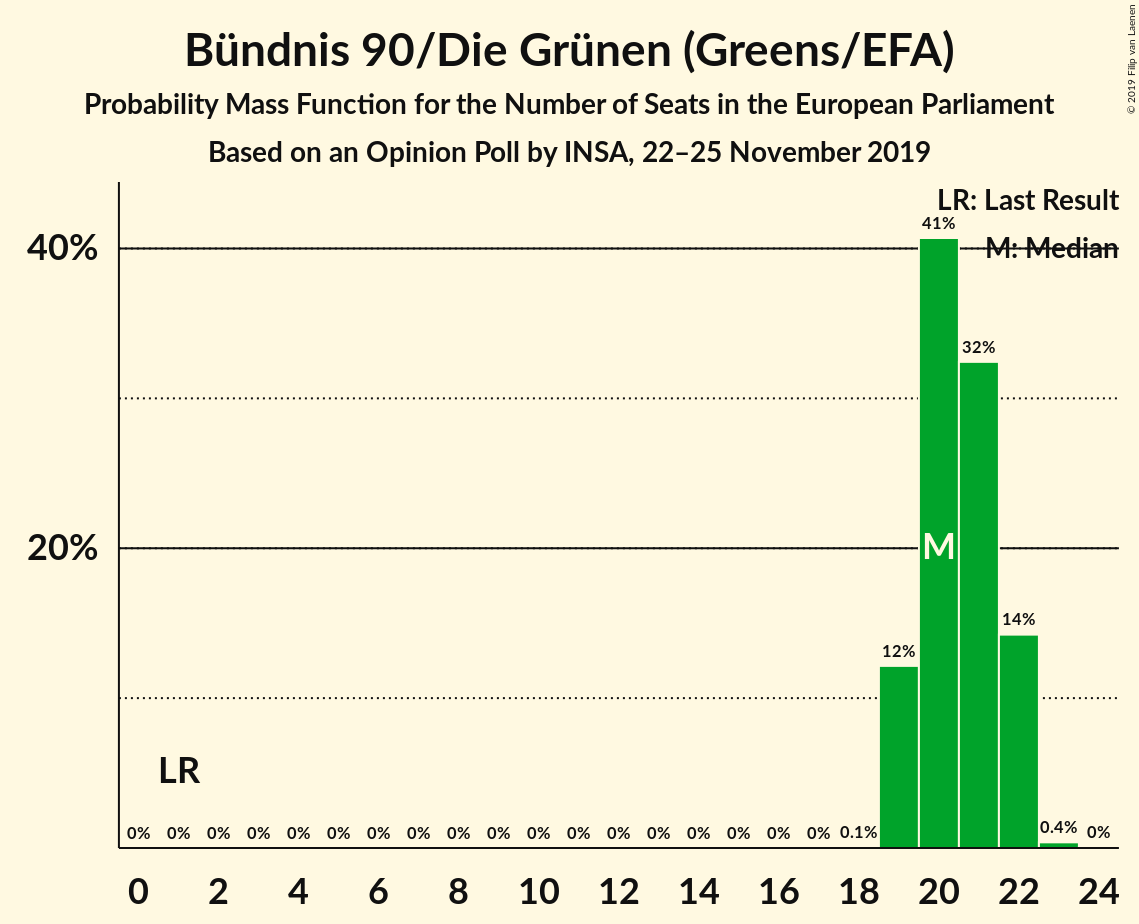 Bündnis 90/Die Grünen (Greens/EFA)
Probability Mass Function for the Number of Seats in the European Parliament
Based on an Opinion Poll by INSA, 22–25 November 2019
© 2019 Filip van Laenen
LR: Last Result
M: Median
41%
40%
32%
20%
M
14%
12%
LR
0% 0% 0% 0% 0% 0% 0% 0% 0% 0% 0% 0% 0% 0% 0% 0% 0% 0% 0.1% 0.4% 0%
0 2 4 6 8 10 12 14 16 18 20 22 24